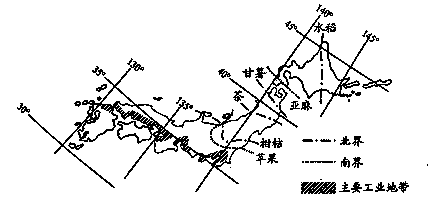 140°
45°
水稻
145°
130°
35°
40°
甘薯
135°
茶
亚麻
30°
柑桔
苹果
北界
南界
主要工业地带